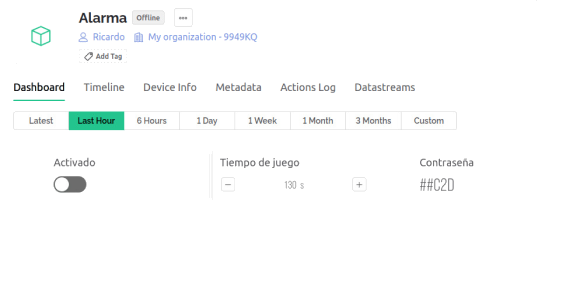 Alarma Offline ...
Ricardo My organization - 9949KQ
Add Tag
Dashboard Timeline Device Info Metadata Actions Log Datastreams
Latest Last Hour 6 Hours 1 Day 1 Week 1 Month 3 Months Custom
Activado Tiempo de juego Contraseña
− 130 s + ##C2D